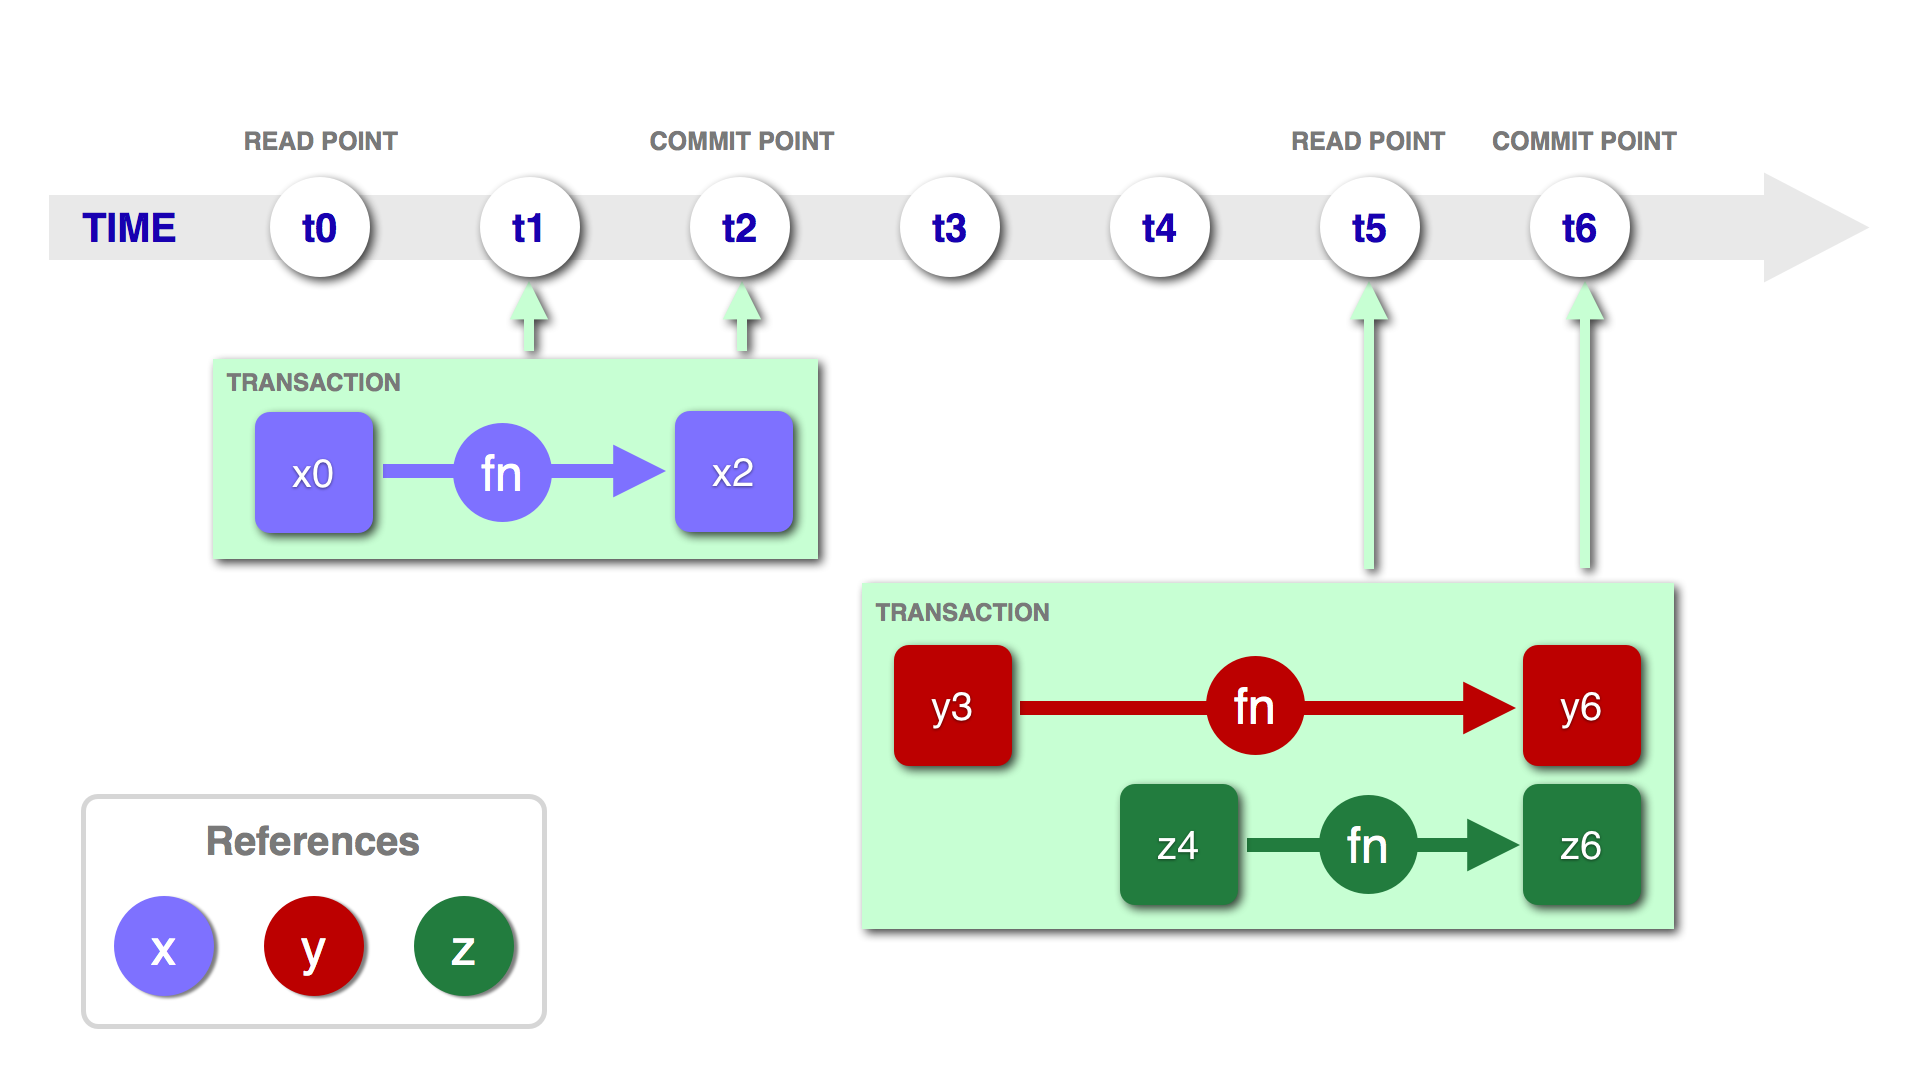 READ POINT
COMMIT POINT
READ POINT
COMMIT POINT
TIME
t0
t1
t2
t3
t4
t5
t6
TRANSACTION
x0
fn
x2
TRANSACTION
y3
fn
y6
z4
fn
z6
References
x
y
z